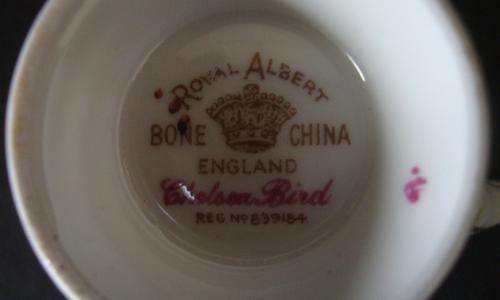 ROYAL ALBERT
BONE CHINA
ENGLAND
Chelsea Bird
REG Nº 839184